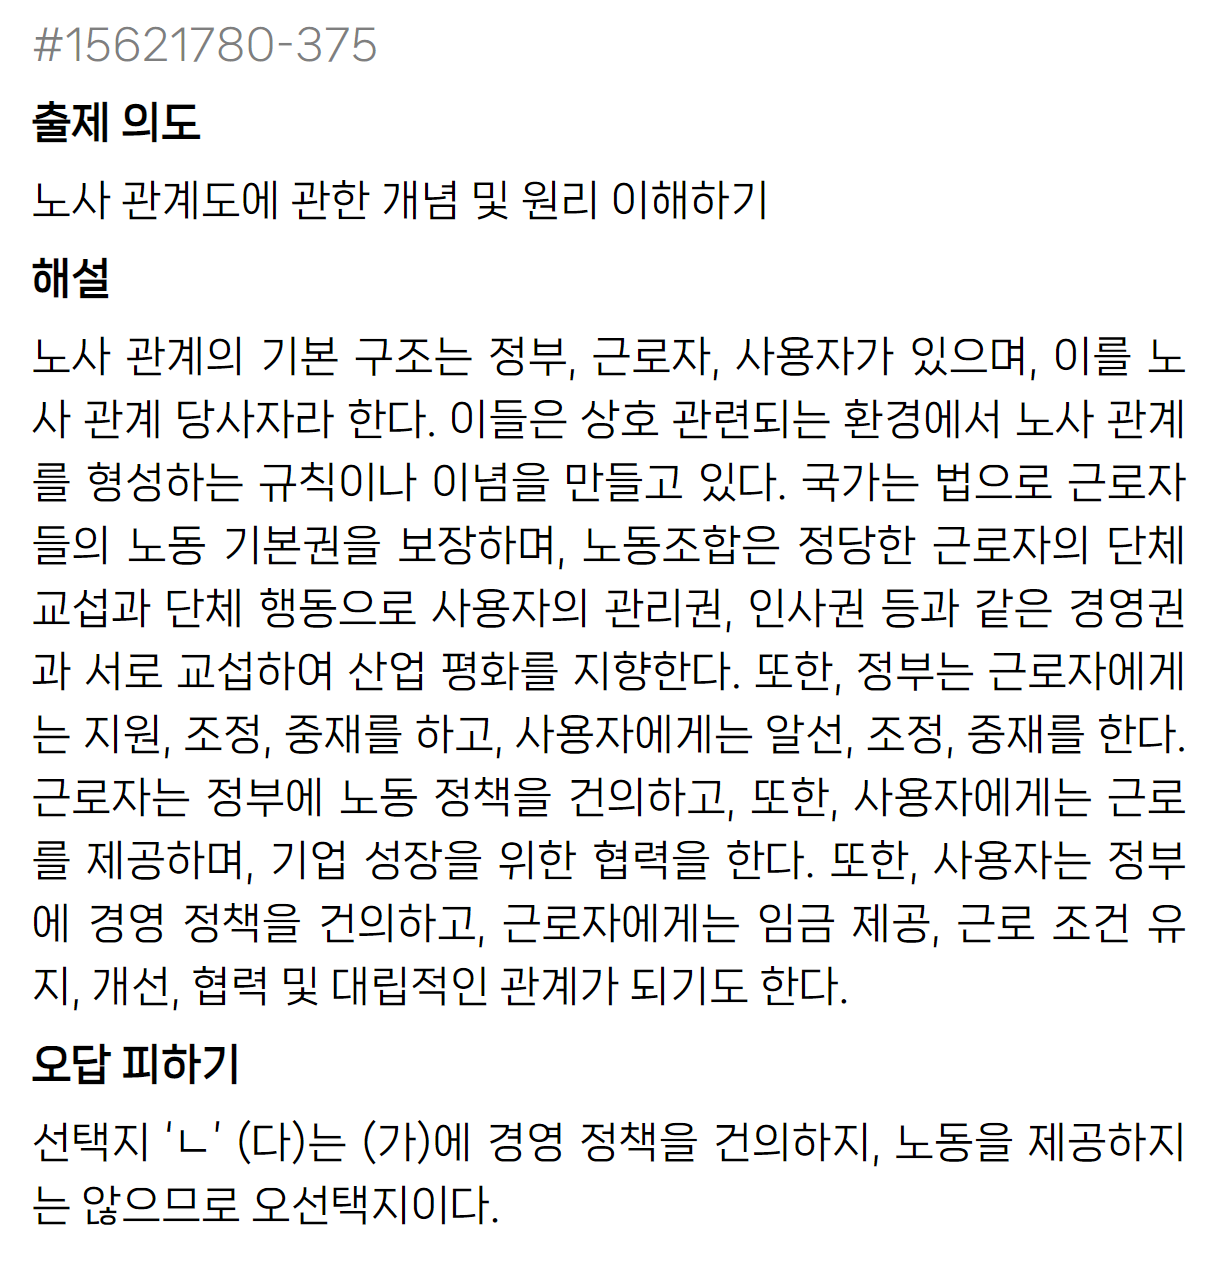 #15621780-375
출제 의도
노사 관계도에 관한 개념 및 원리 이해하기
해설
노사 관계의 기본 구조는 정부, 근로자, 사용자가 있으며, 이를 노
사 관계 당사자라 한다. 이들은 상호 관련되는 환경에서 노사 관계
를 형성하는 규칙이나 이념을 만들고 있다. 국가는 법으로 근로자
들의 노동 기본권을 보장하며, 노동조합은 정당한 근로자의 단체
교섭과 단체 행동으로 사용자의 관리권, 인사권 등과 같은 경영권
과 서로 교섭하여 산업 평화를 지향한다. 또한, 정부는 근로자에게
는 지원, 조정, 중재를 하고, 사용자에게는 알선, 조정, 중재를 한다.
근로자는 정부에 노동 정책을 건의하고, 또한, 사용자에게는 근로
를 제공하며, 기업 성장을 위한 협력을 한다. 또한, 사용자는 정부
에 경영 정책을 건의하고, 근로자에게는 임금 제공, 근로 조건 유
지, 개선, 협력 및 대립적인 관계가 되기도 한다.
오답 피하기
선택지 ‘ㄴ’ (다)는 (가)에 경영 정책을 건의하지, 노동을 제공하지
는 않으므로 오선택지이다.